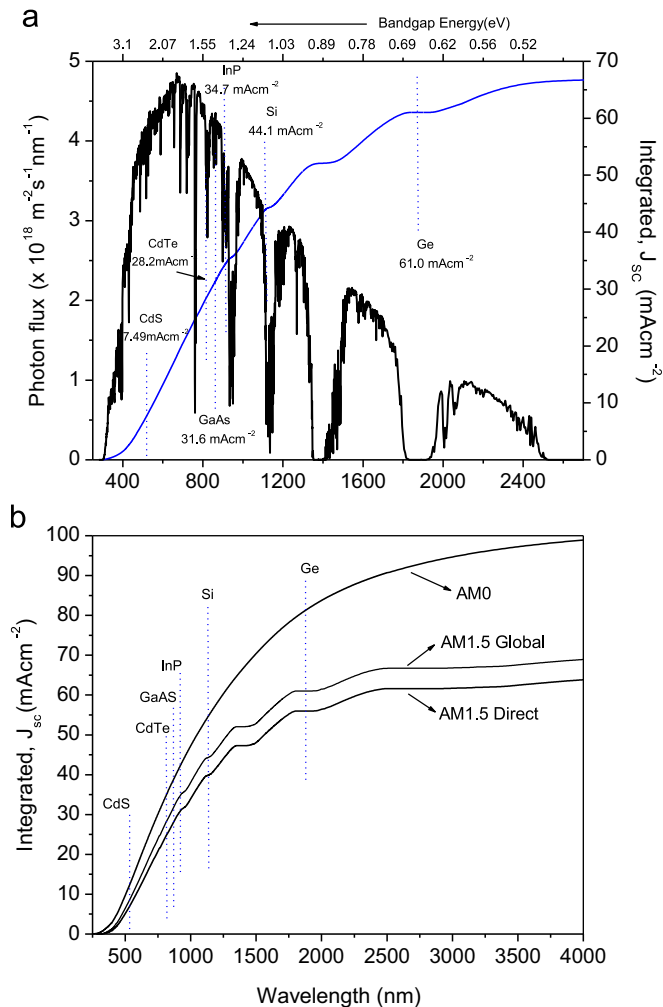 a
Bandgap Energy(eV)
3.1 2.07 1.55 1.24 1.03 0.89 0.78 0.69 0.62 0.56 0.52
InP
34.7 mAcm⁻²
Si
44.1 mAcm⁻²
CdTe
28.2mAcm⁻²
CdS
7.49mAcm⁻²
GaAs
31.6 mAcm⁻²
Ge
61.0 mAcm⁻²
Photon flux (x 10¹⁸ m⁻²s⁻¹nm⁻¹)
5
4
3
2
1
0
70
60
50
40
30
20
10
0
Integrated, J_SC (mAcm⁻²)
400 800 1200 1600 2000 2400
b
Integrated, J_sc (mAcm⁻²)
100
90
80
70
60
50
40
30
20
10
0
Ge
Si
InP
GaAS
CdTe
CdS
AM0
AM1.5 Global
AM1.5 Direct
500 1000 1500 2000 2500 3000 3500 4000
Wavelength (nm)